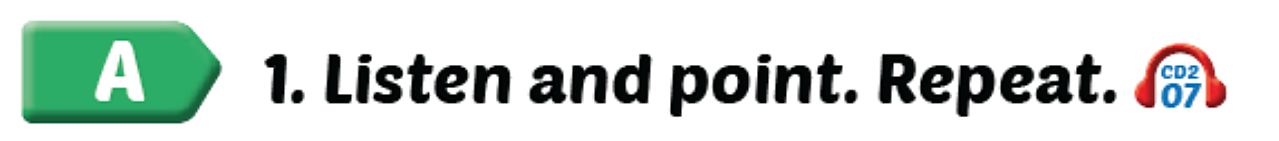 A 1. Listen and point. Repeat. CD2 07